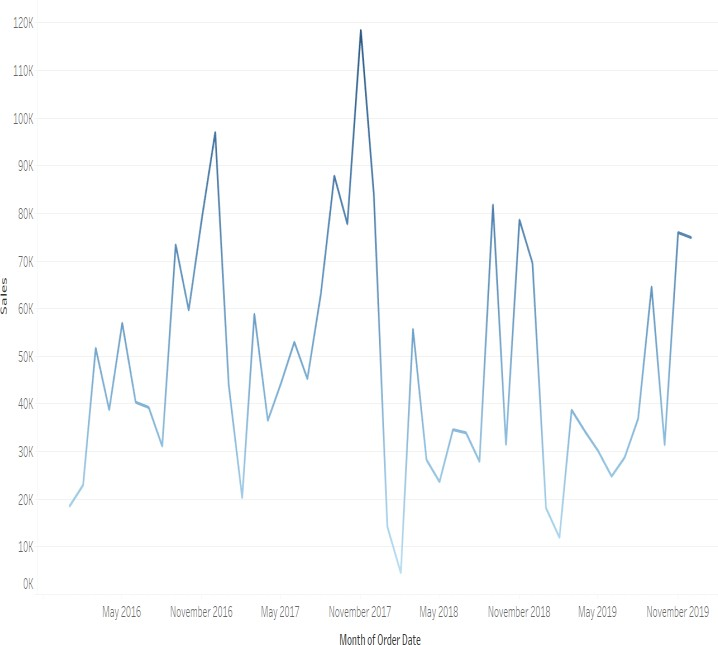 120K
110K
100K
90K
80K
70K
60K
50K
40K
30K
20K
10K
0K
Sales
May 2016 November 2016 May 2017 November 2017 May 2018 November 2018 May 2019 November 2019
Month of Order Date